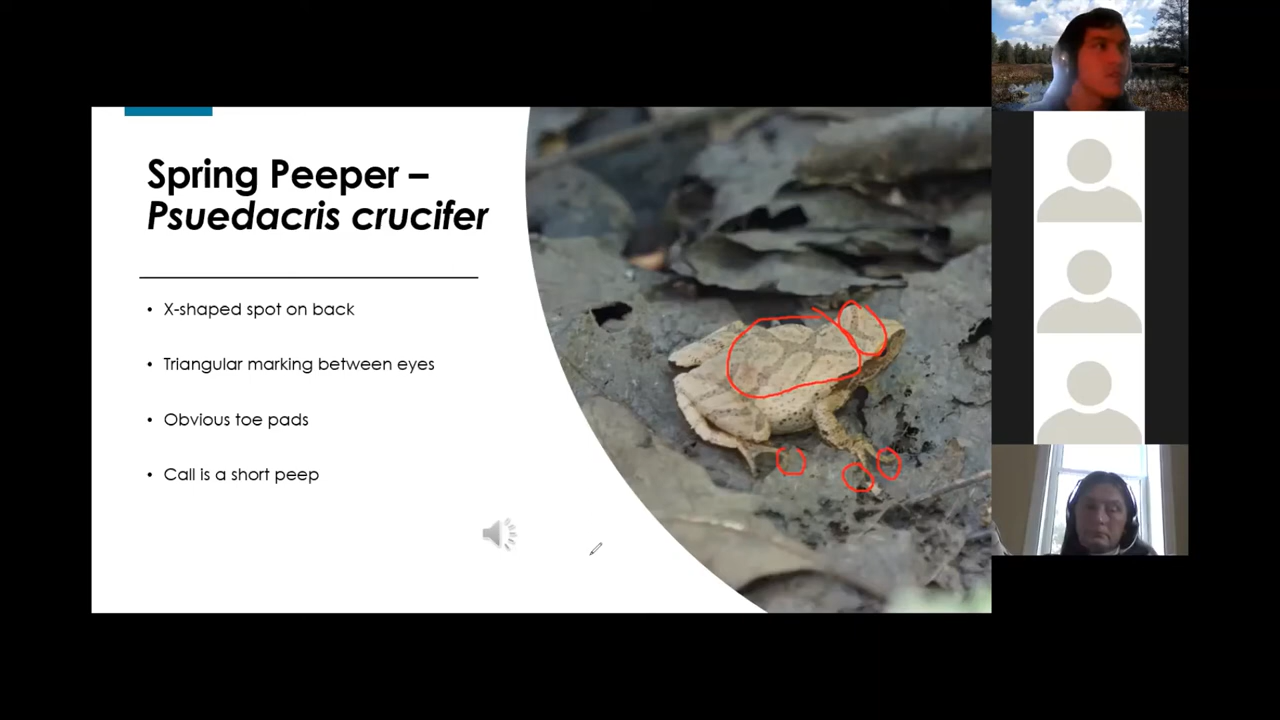 Spring Peeper –
Psuedacris crucifer
• X-shaped spot on back
• Triangular marking between eyes
• Obvious toe pads
• Call is a short peep